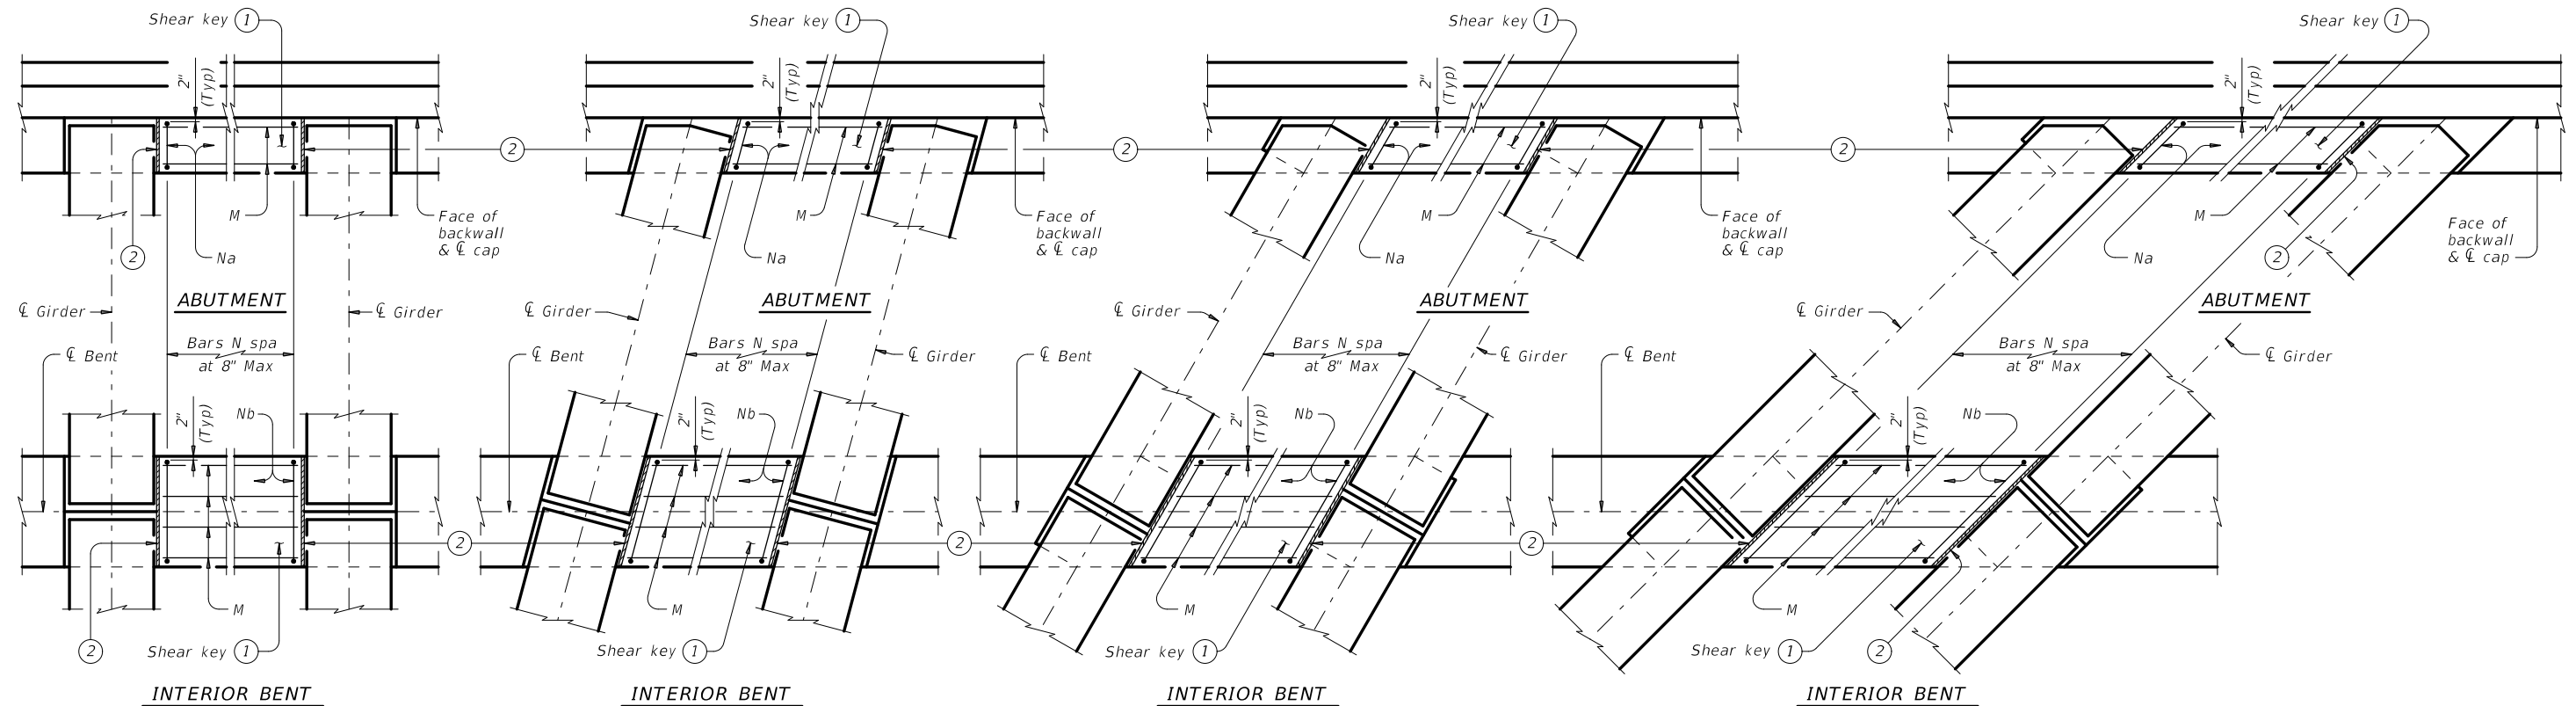 Shear key 1
2"
(Typ)
2
M
Na
Face of
backwall
& ℄ cap
2
ABUTMENT
℄ Girder
℄ Girder
Bars N spa
at 8" Max
℄ Bent
2"
(Typ)
Nb
2
M
2
Shear key 1
INTERIOR BENT
Shear key 1
2"
(Typ)
2
M
Na
Face of
backwall
& ℄ cap
ABUTMENT
℄ Girder
Bars N spa
at 8" Max
℄ Bent
℄ Girder
2"
(Typ)
Nb
2
M
Shear key 1
INTERIOR BENT
Shear key 1
2"
(Typ)
2
M
Na
Face of
backwall
& ℄ cap
ABUTMENT
℄ Girder
Bars N spa
at 8" Max
℄ Bent
℄ Girder
2"
(Typ)
Nb
2
M
Shear key 1
INTERIOR BENT
Shear key 1
2"
(Typ)
M
Na
Face of
backwall
& ℄ cap
2
ABUTMENT
℄ Girder
Bars N spa
at 8" Max
℄ Bent
℄ Girder
2"
(Typ)
Nb
M
Shear key 1
2
INTERIOR BENT